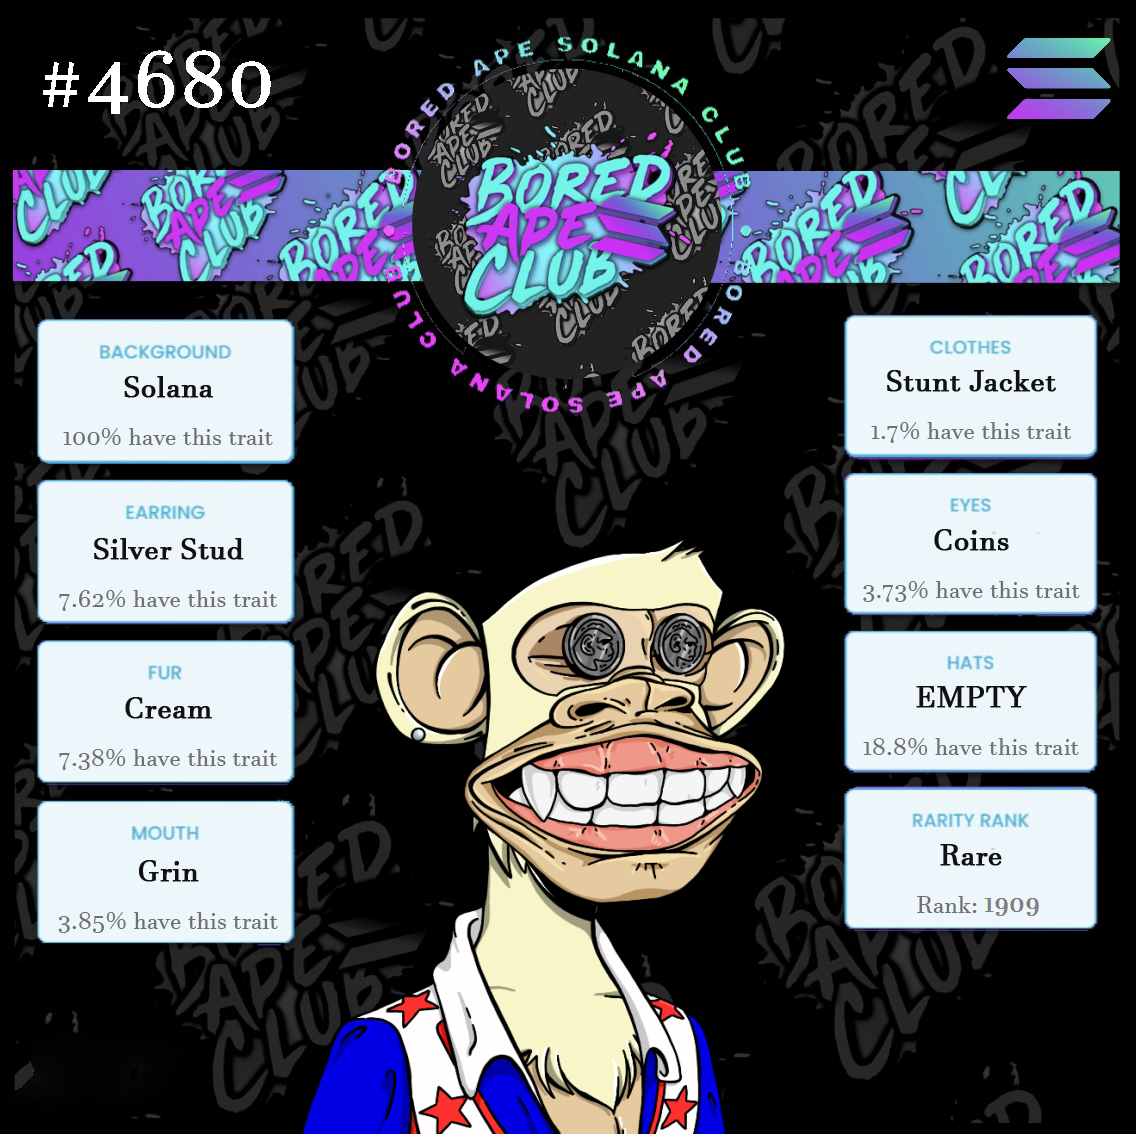 #4680
BORED APE SOLANA CLUB
BORED APE SOLANA CLUB
BORED
APE
CLUB
BACKGROUND
Solana
100% have this trait
EARRING
Silver Stud
7.62% have this trait
FUR
Cream
7.38% have this trait
MOUTH
Grin
3.85% have this trait
CLOTHES
Stunt Jacket
1.7% have this trait
EYES
Coins
3.73% have this trait
HATS
EMPTY
18.8% have this trait
RARITY RANK
Rare
Rank: 1909